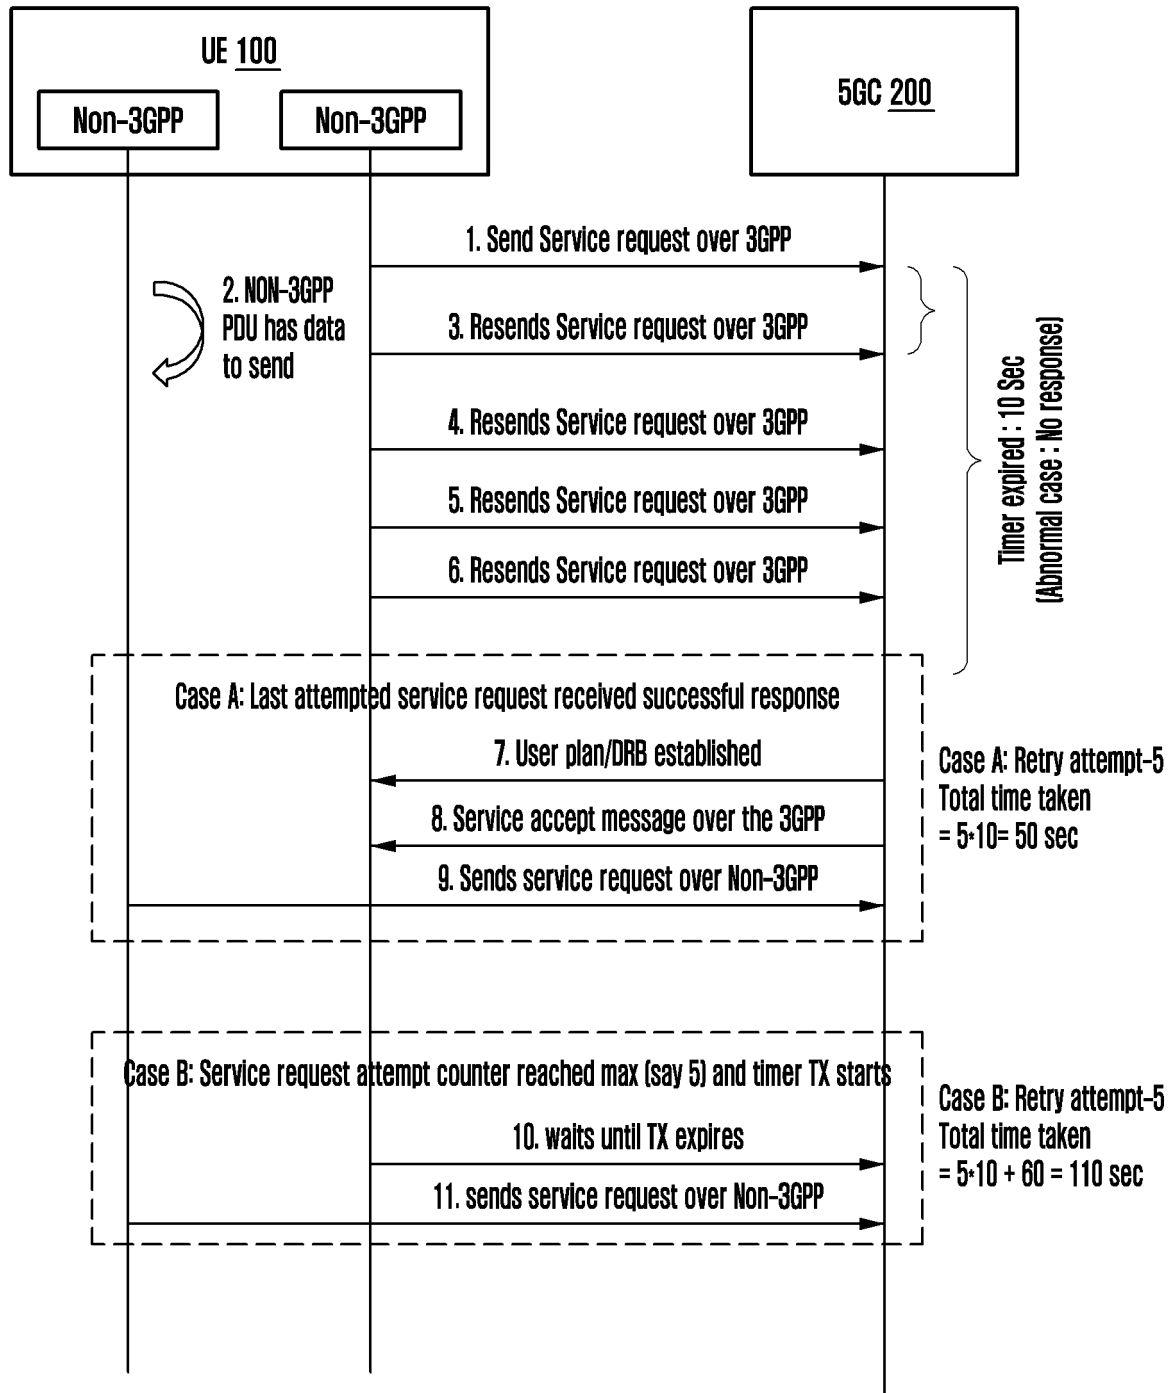 UE 100
Non-3GPP
Non-3GPP
5GC 200
1. Send Service request over 3GPP
2. NON-3GPP
PDU has data
to send
3. Resends Service request over 3GPP
4. Resends Service request over 3GPP
5. Resends Service request over 3GPP
6. Resends Service request over 3GPP
Timer expired : 10 Sec
(Abnormal case : No response)
Case A: Last attempted service request received successful response
7. User plan/DRB established
8. Service accept message over the 3GPP
9. Sends service request over Non-3GPP
Case A: Retry attempt-5
Total time taken
= 5*10= 50 sec
Case B: Service request attempt counter reached max (say 5) and timer TX starts
10. waits until TX expires
11. sends service request over Non-3GPP
Case B: Retry attempt-5
Total time taken
= 5*10 + 60 = 110 sec